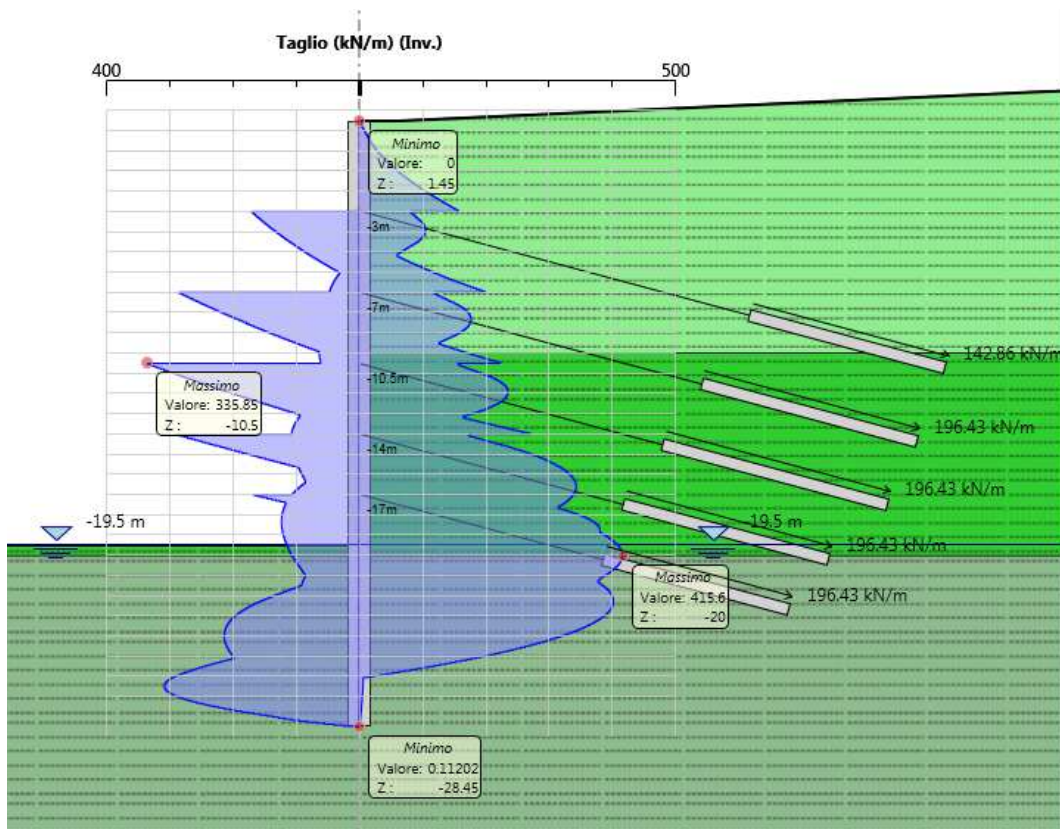 Taglio (kN/m) (Inv.)
400
500
Minimo
Valore: 0
Z : 1.45
-3m
-7m
142.86 kN/m
-10.5m
Massimo
Valore: 335.85
Z : -10.5
196.43 kN/m
-14m
196.43 kN/m
-17m
-19.5 m
-19.5 m
196.43 kN/m
Massimo
Valore: 415.6
Z : -20
196.43 kN/m
Minimo
Valore: 0.11202
Z : -28.45